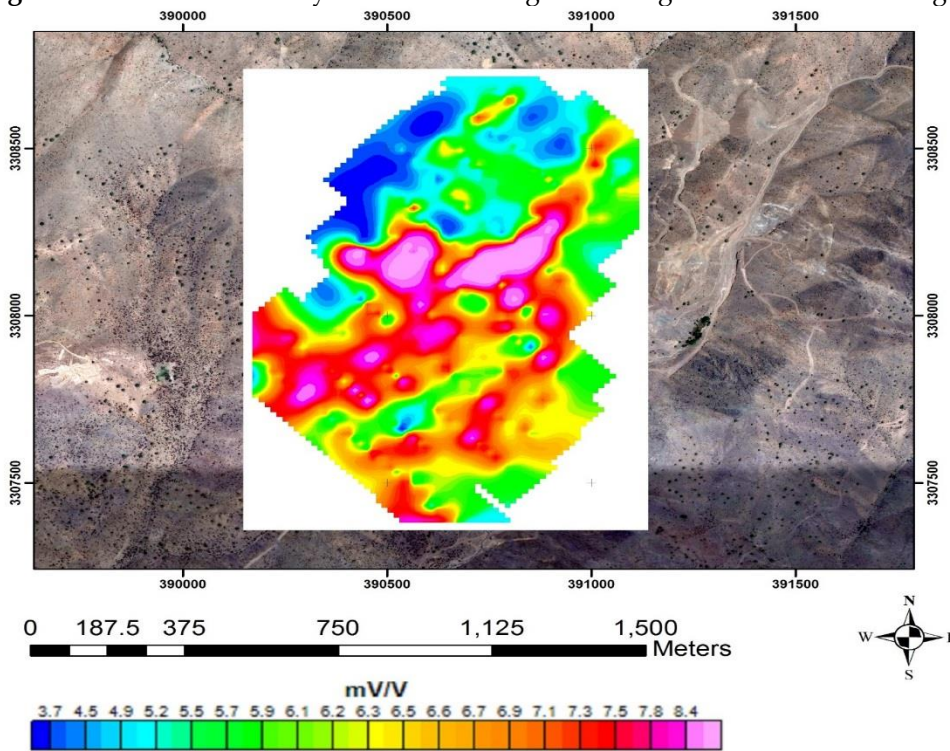 390000 390500 391000 391500
3308500 3308500
3308000 3308000
3307500 3307500
390000 390500 391000 391500
N
W E
S
0 187.5 375 750 1,125 1,500
Meters
mV/V
3.7 4.5 4.9 5.2 5.5 5.7 5.9 6.1 6.2 6.3 6.5 6.6 6.7 6.9 7.1 7.3 7.5 7.8 8.4